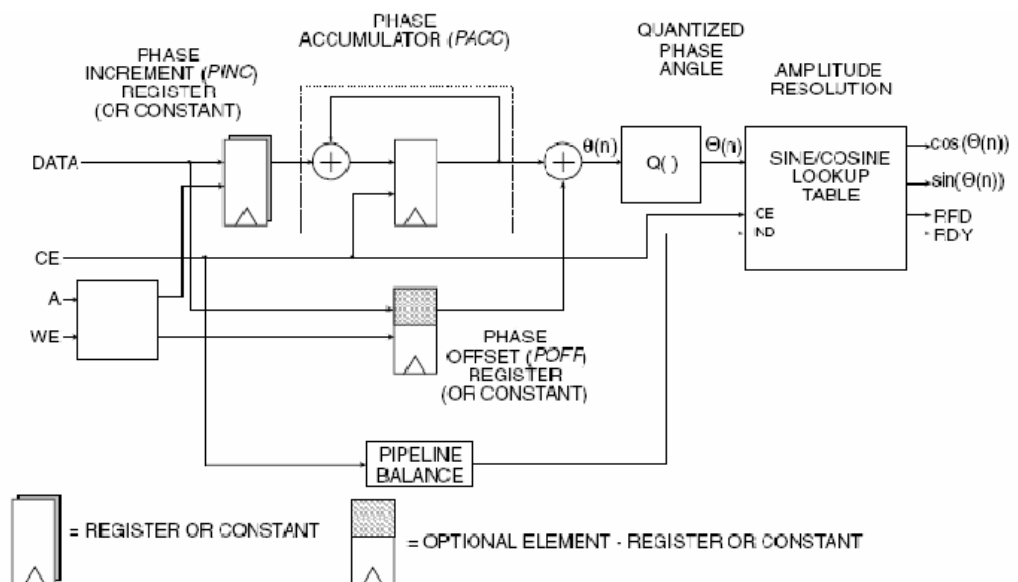 PHASE
ACCUMULATOR (PACC)
PHASE
INCREMENT (PINC)
REGISTER
(OR CONSTANT)
QUANTIZED
PHASE
ANGLE
AMPLITUDE
RESOLUTION
DATA
+
+
θ(n)
Q( )
Θ(n)
SINE/COSINE
LOOKUP
TABLE
CE
IND
cos(Θ(n))
sin(Θ(n))
RFD
RDY
CE
A
WE
PHASE
OFFSET (POFF)
REGISTER
(OR CONSTANT)
PIPELINE
BALANCE
= REGISTER OR CONSTANT
= OPTIONAL ELEMENT - REGISTER OR CONSTANT